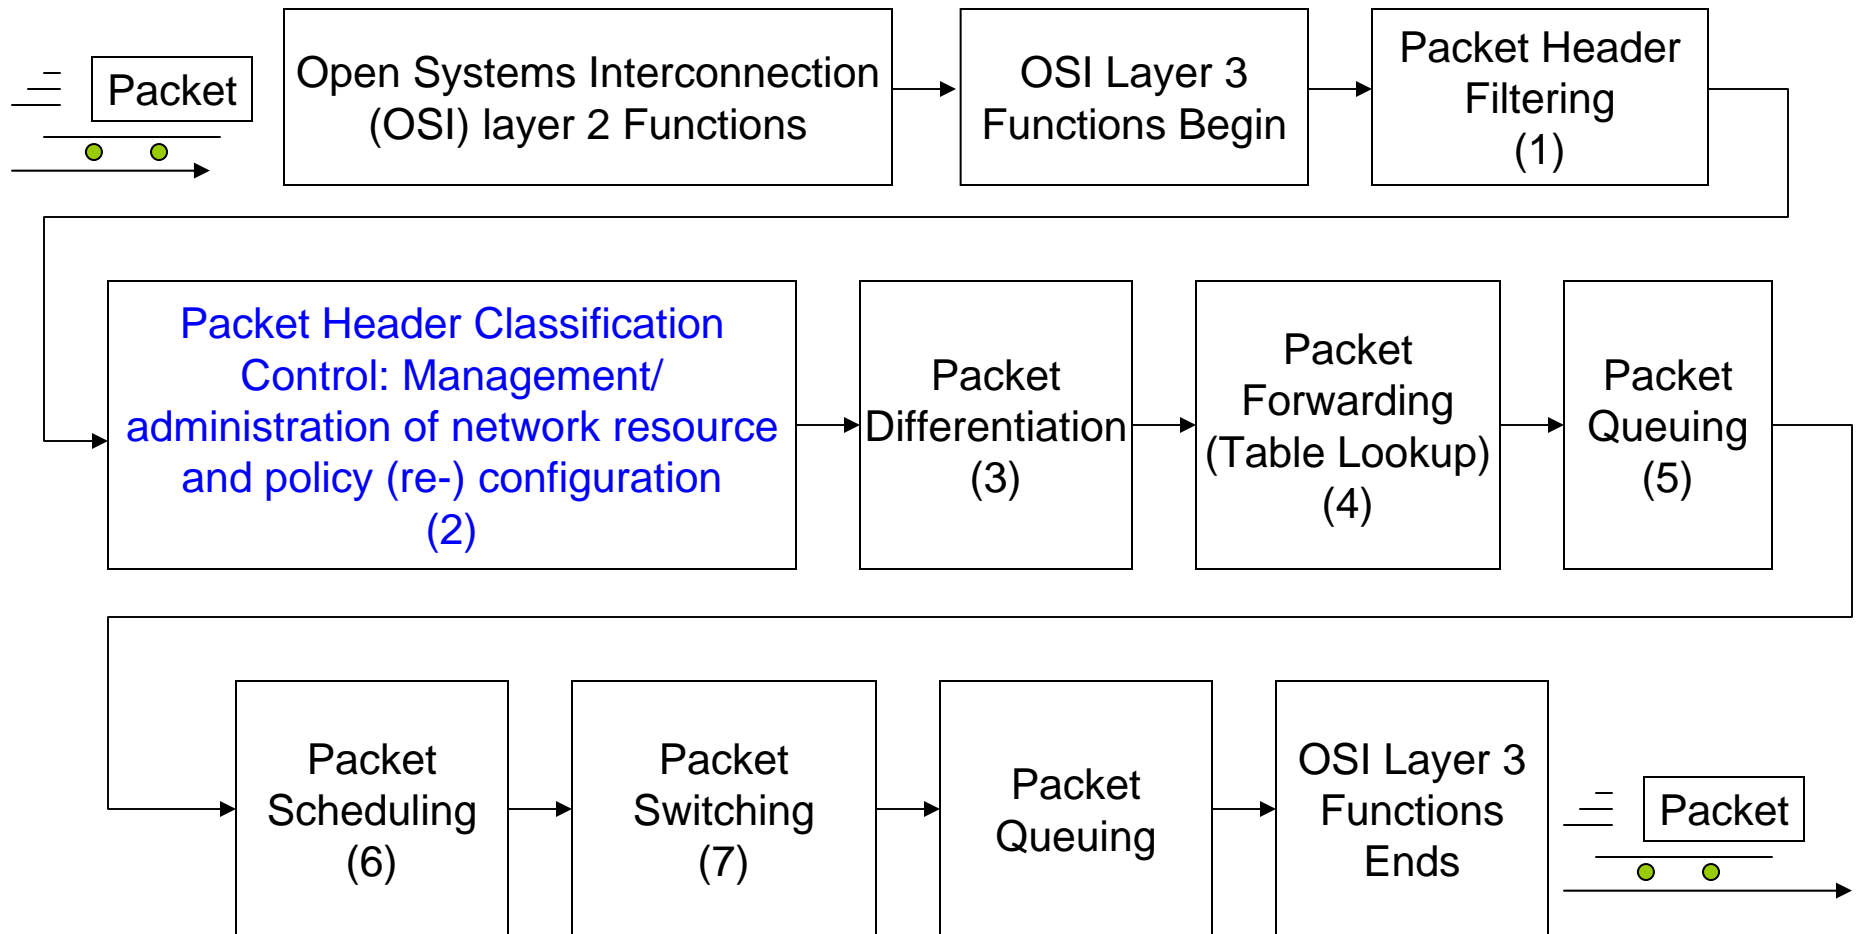 Packet
Open Systems Interconnection
(OSI) layer 2 Functions
OSI Layer 3
Functions Begin
Packet Header
Filtering
(1)
Packet Header Classification
Control: Management/
administration of network resource
and policy (re-) configuration
(2)
Packet
Differentiation
(3)
Packet
Forwarding
(Table Lookup)
(4)
Packet
Queuing
(5)
Packet
Scheduling
(6)
Packet
Switching
(7)
Packet
Queuing
OSI Layer 3
Functions
Ends
Packet